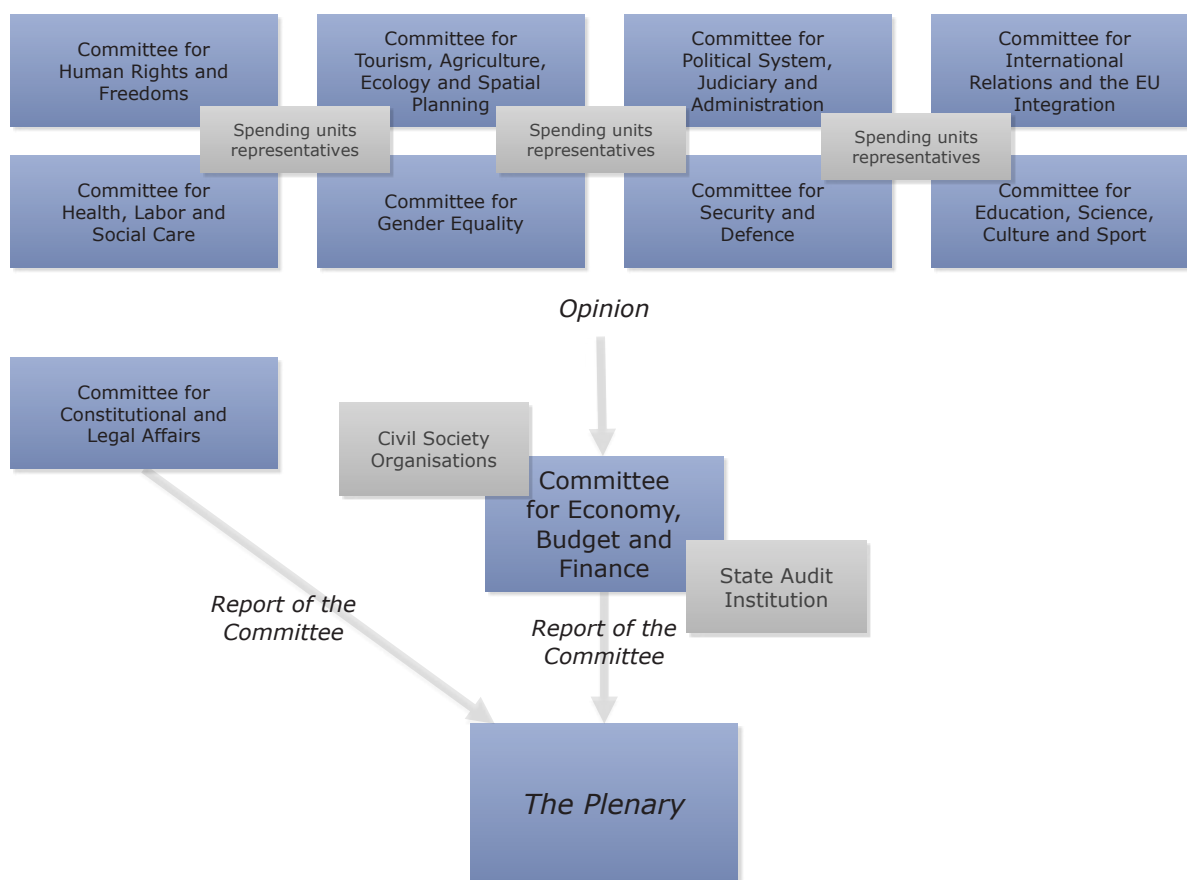 Committee for
Human Rights and
Freedoms
Committee for
Tourism, Agriculture,
Ecology and Spatial
Planning
Committee for
Political System,
Judiciary and
Administration
Committee for
International
Relations and the EU
Integration
Spending units
representatives
Spending units
representatives
Spending units
representatives
Committee for
Health, Labor and
Social Care
Committee for
Gender Equality
Committee for
Security and
Defence
Committee for
Education, Science,
Culture and Sport
Opinion
Committee for
Constitutional and
Legal Affairs
Civil Society
Organisations
Committee
for Economy,
Budget and
Finance
State Audit
Institution
Report of the
Committee
Report of the
Committee
The Plenary